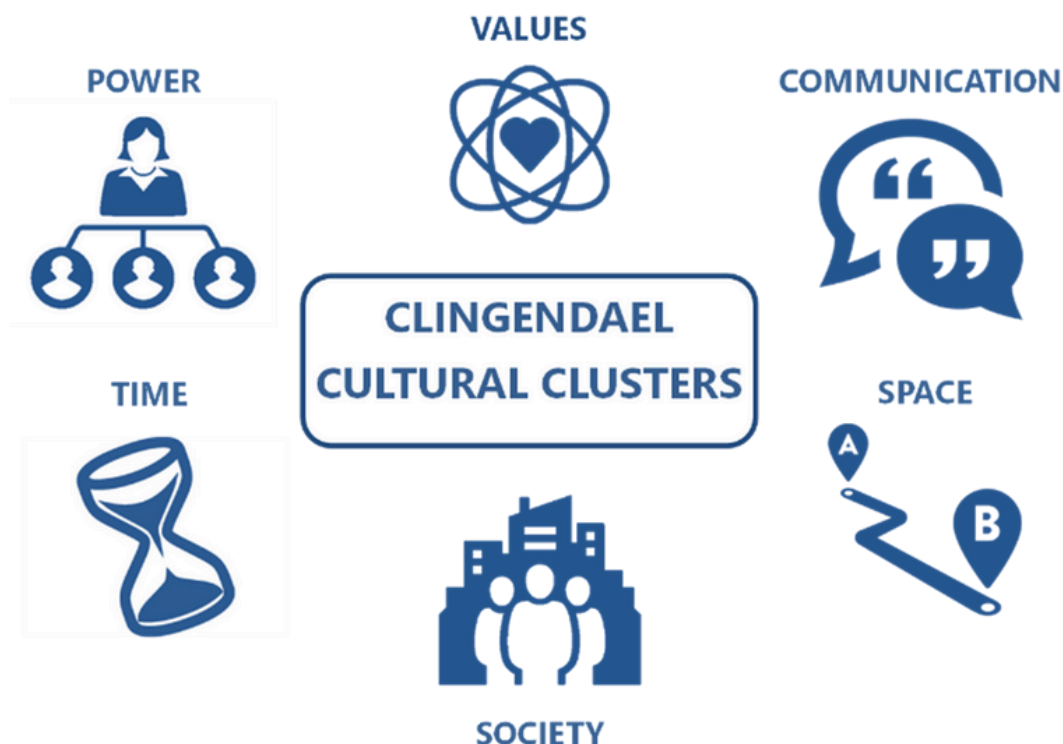 VALUES
POWER
COMMUNICATION
“
”
CLINGENDAEL
CULTURAL CLUSTERS
TIME
SPACE
A
B
SOCIETY